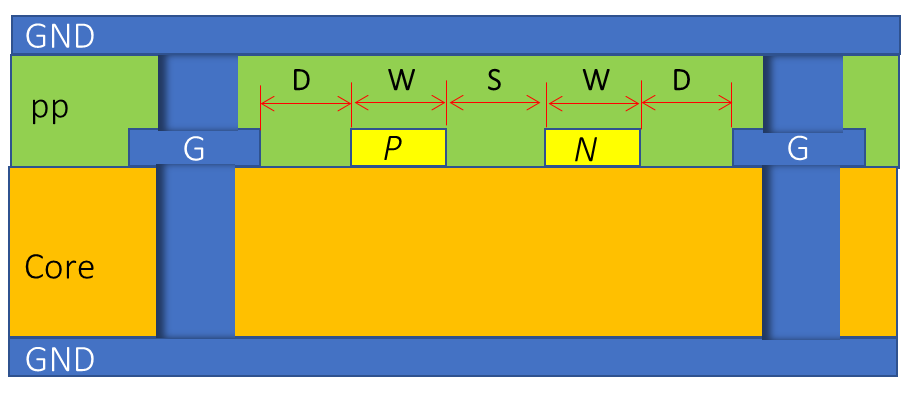 GND
D W S W D
pp
G P N G
Core
GND